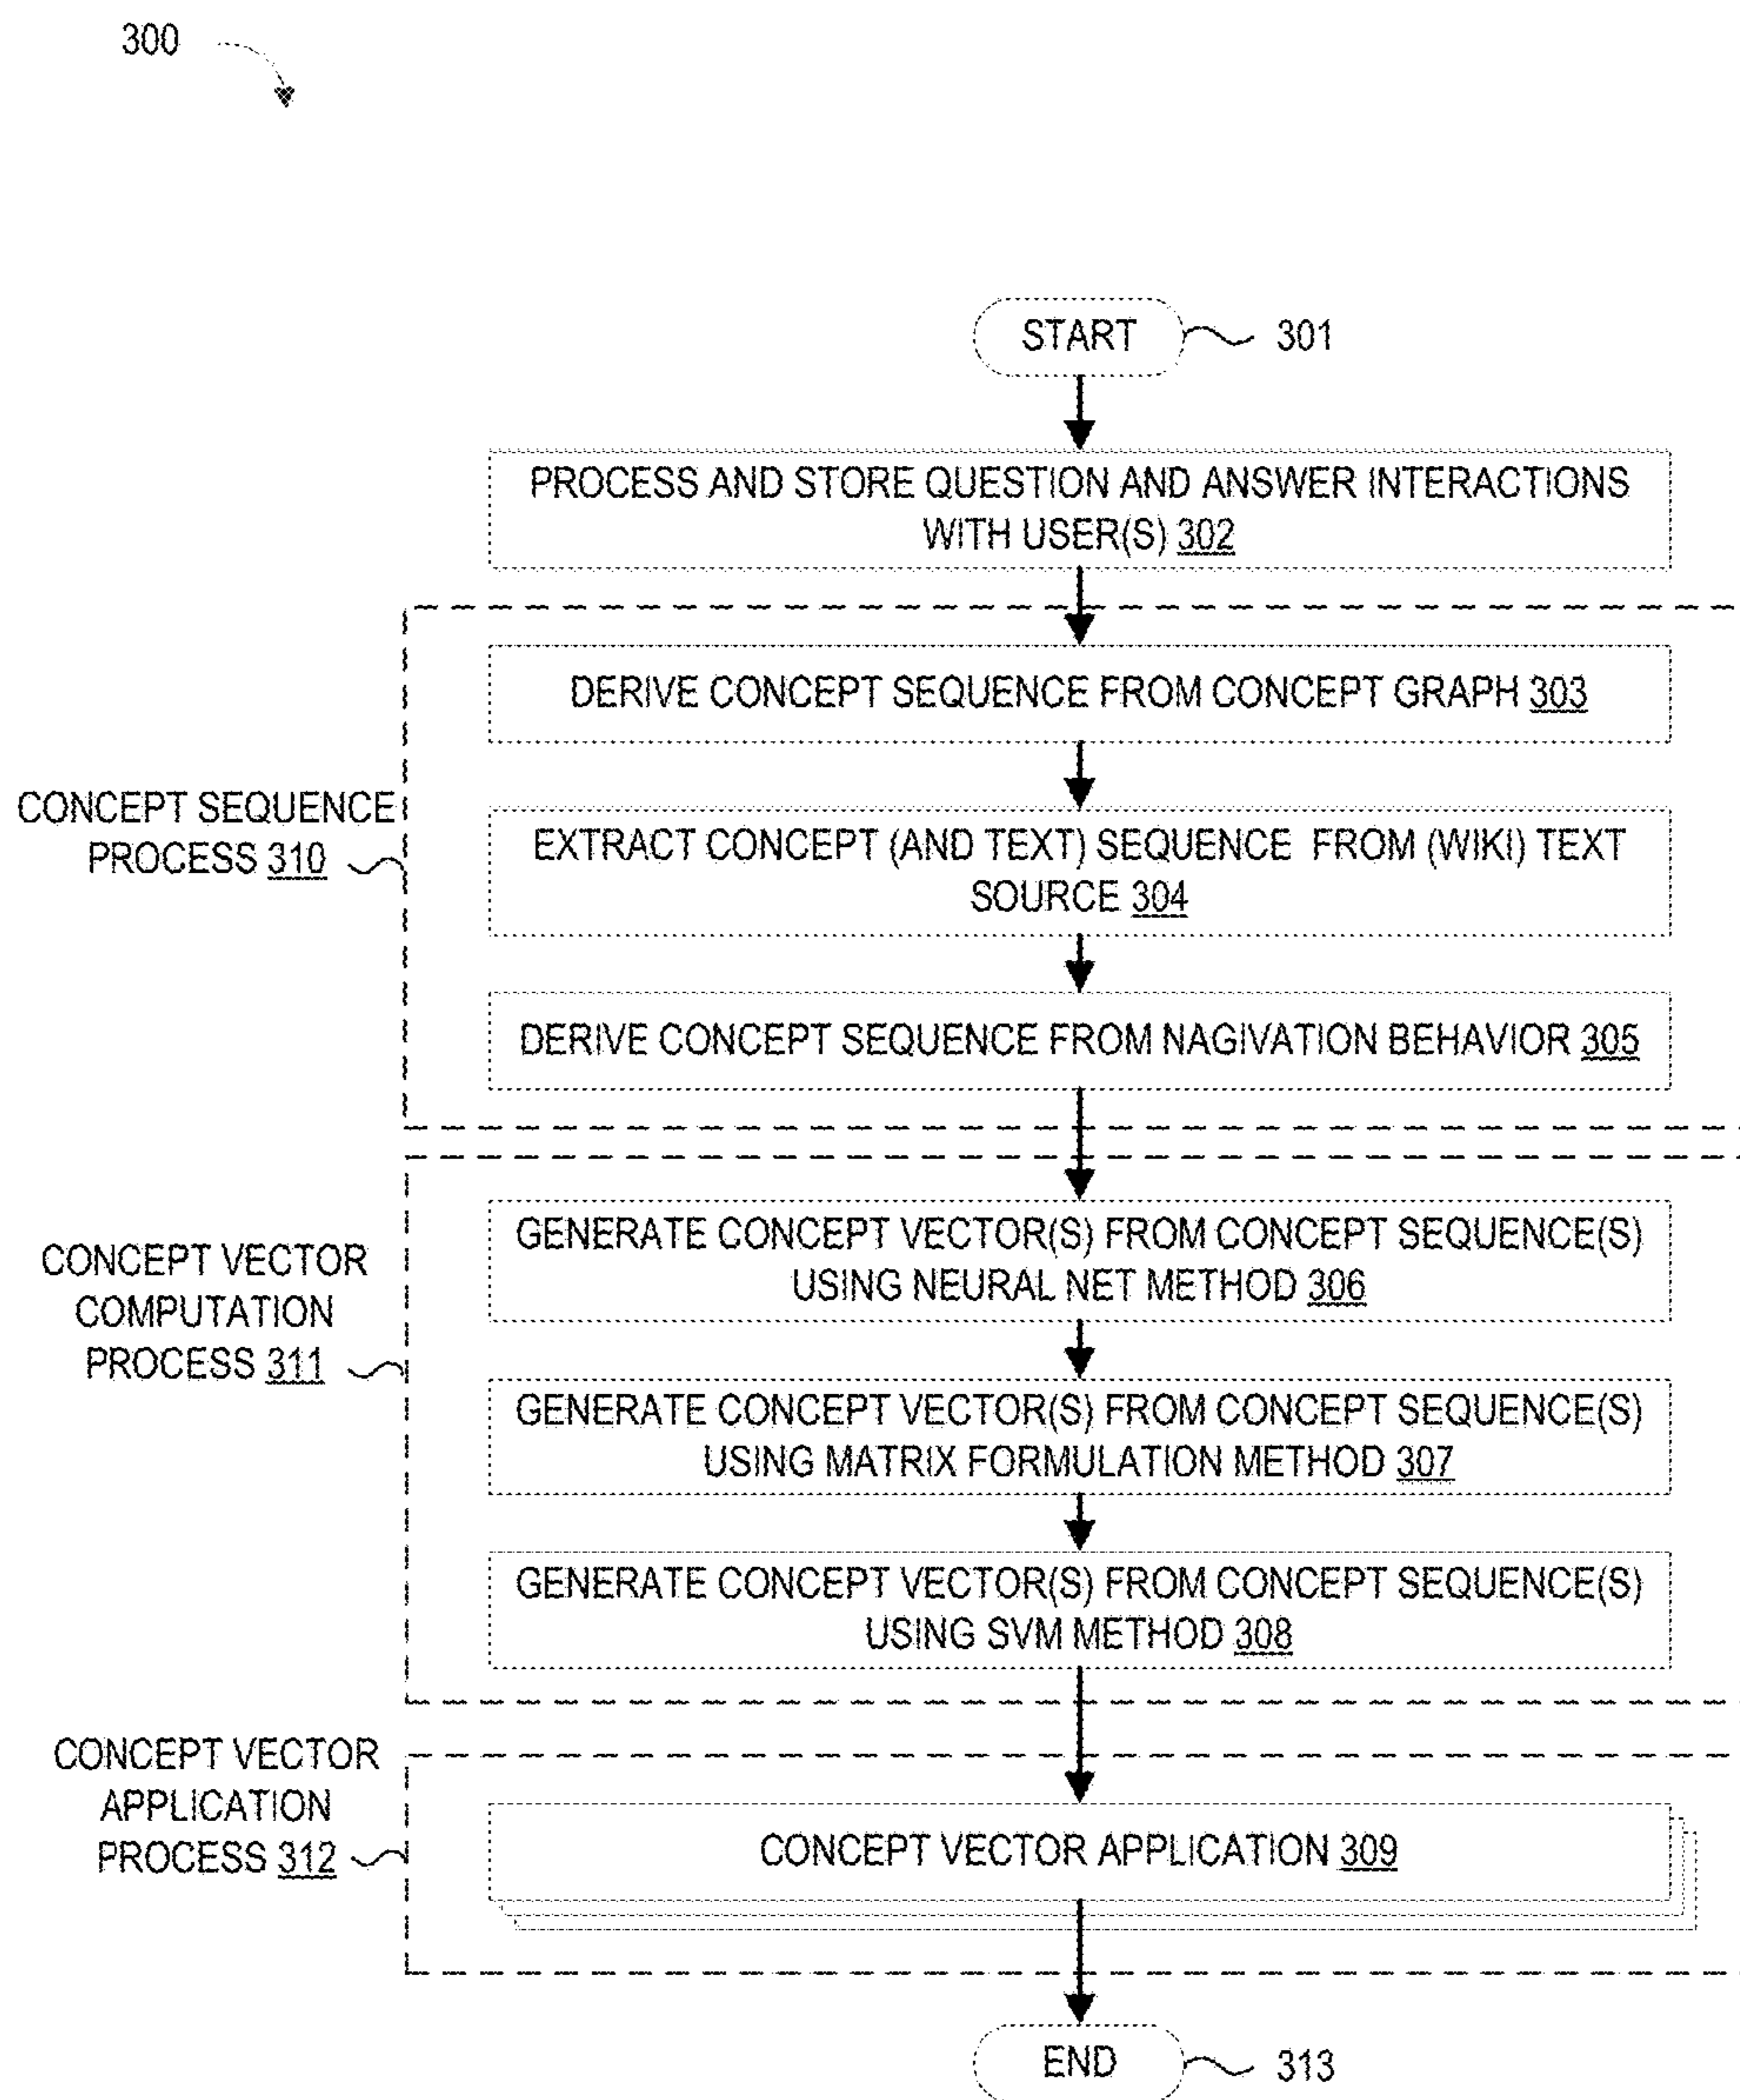 300
START
301
PROCESS AND STORE QUESTION AND ANSWER INTERACTIONS
WITH USER(S) 302
DERIVE CONCEPT SEQUENCE FROM CONCEPT GRAPH 303
CONCEPT SEQUENCE
PROCESS 310
EXTRACT CONCEPT (AND TEXT) SEQUENCE FROM (WIKI) TEXT
SOURCE 304
DERIVE CONCEPT SEQUENCE FROM NAGIVATION BEHAVIOR 305
CONCEPT VECTOR
COMPUTATION
PROCESS 311
GENERATE CONCEPT VECTOR(S) FROM CONCEPT SEQUENCE(S)
USING NEURAL NET METHOD 306
GENERATE CONCEPT VECTOR(S) FROM CONCEPT SEQUENCE(S)
USING MATRIX FORMULATION METHOD 307
GENERATE CONCEPT VECTOR(S) FROM CONCEPT SEQUENCE(S)
USING SVM METHOD 308
CONCEPT VECTOR
APPLICATION
PROCESS 312
CONCEPT VECTOR APPLICATION 309
END
313